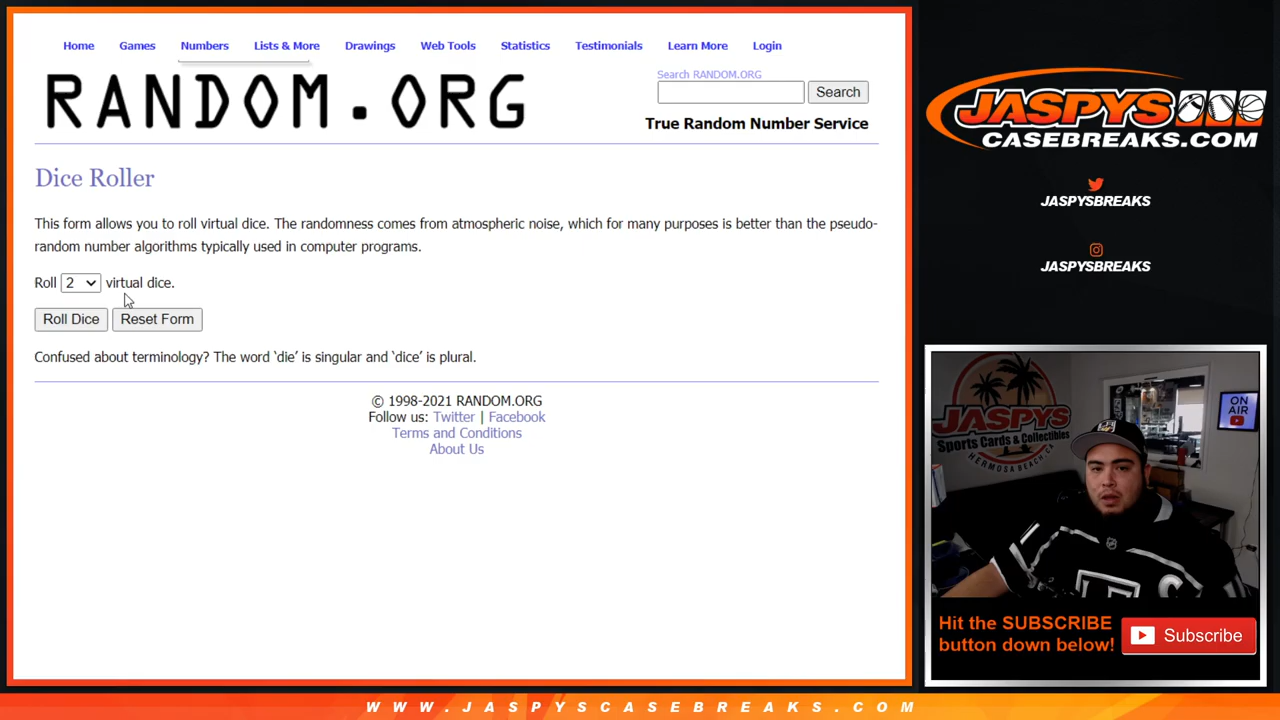 Home Games Numbers Lists & More Drawings Web Tools Statistics Testimonials Learn More Login
RANDOM.ORG
Search RANDOM.ORG
Search
True Random Number Service
Dice Roller
This form allows you to roll virtual dice. The randomness comes from atmospheric noise, which for many purposes is better than the pseudo-
random number algorithms typically used in computer programs.
Roll 2 virtual dice.
Roll Dice Reset Form
Confused about terminology? The word ‘die’ is singular and ‘dice’ is plural.
© 1998-2021 RANDOM.ORG
Follow us: Twitter | Facebook
Terms and Conditions
About Us
JASPYS
CASEBREAKS.COM
JASPYSBREAKS
JASPYSBREAKS
JASPYS
Sports Cards & Collectibles
HERMOSA BEACH, CA
ON
AIR
Hit the SUBSCRIBE
button down below!
Subscribe
WWW.JASPYSCASEBREAKS.COM